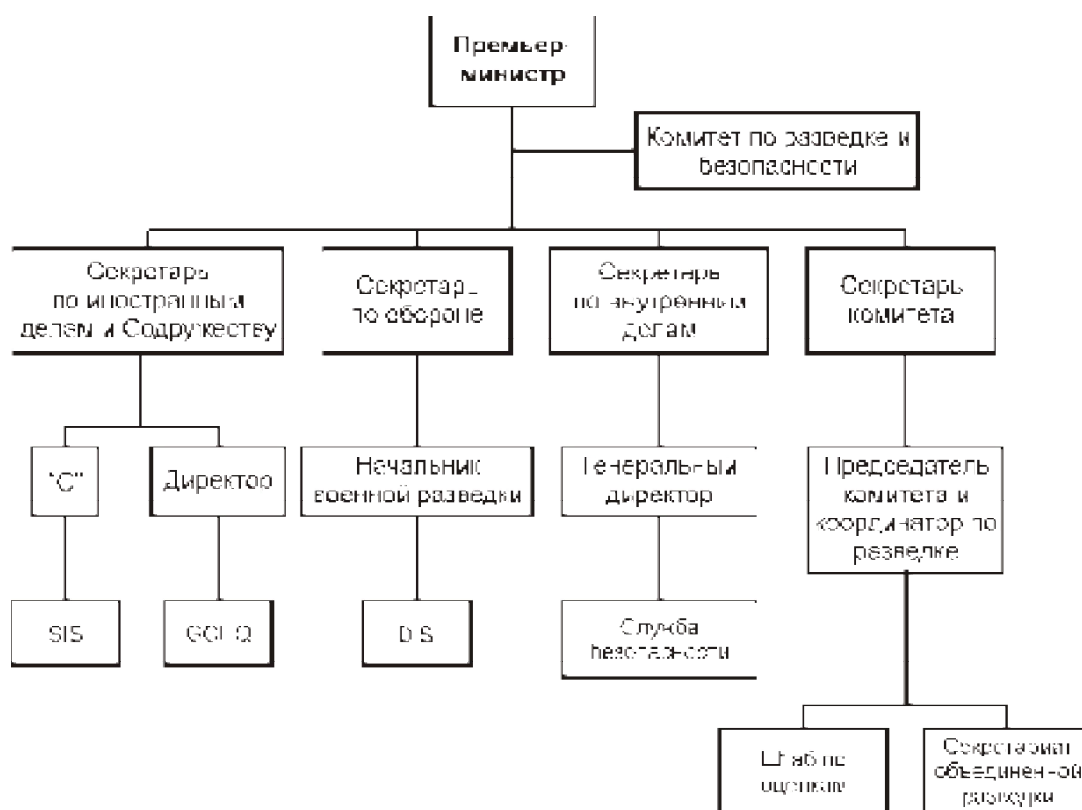 Премьер-
министр
Комитет по разведке и
безопасности
Секретарь
по иностранным
делам и Содружеству
Секретарь
по обороне
Секретарь
по внутренним
делам
Секретарь
комитета
"С"
Директор
Начальник
военной разведки
Генеральный
директор
Председатель
комитета и
координатор по
разведке
SIS
GCHQ
DIS
Служба
безопасности
Штаб по
оценкам
Секретариат
объединенной
разведки